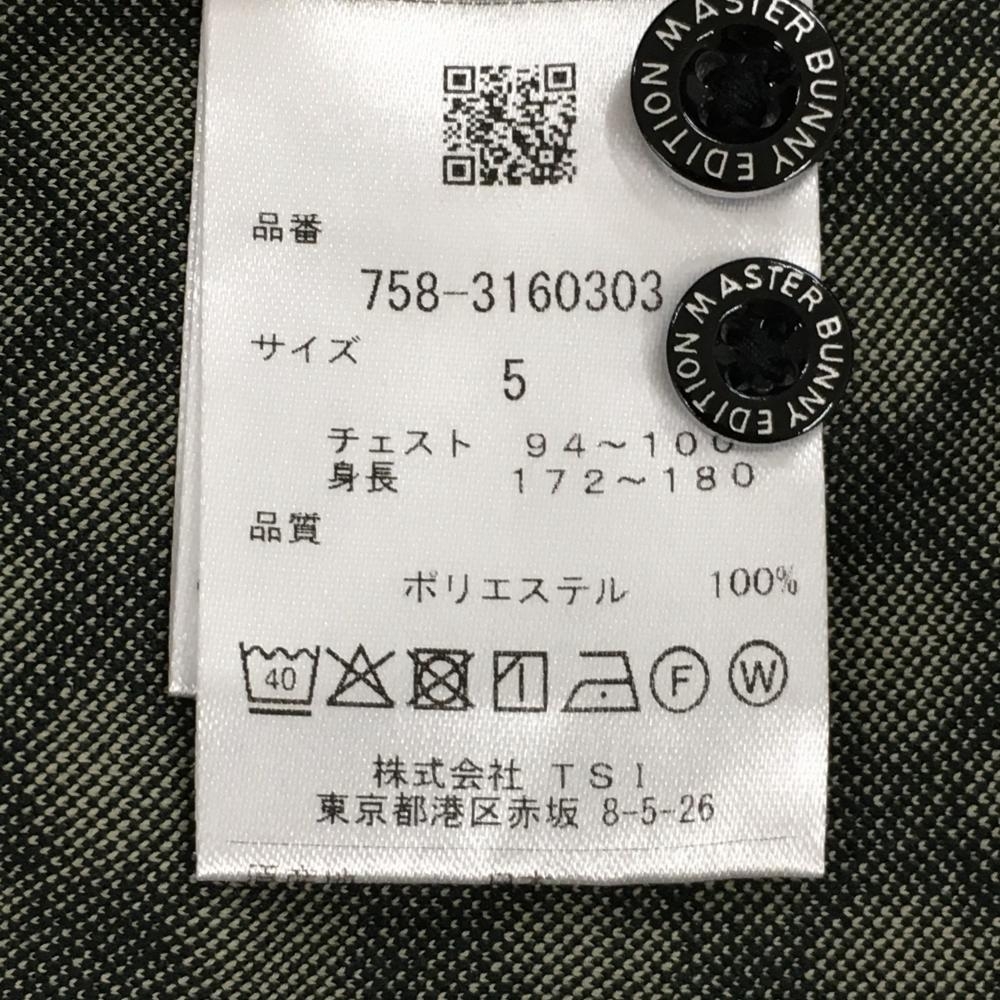 MASTER BUNNY EDITION
品番
758-3160303
MASTER BUNNY EDITION
サイズ
5
チェスト 94～100
身長 172～180
品質
ポリエステル 100%
40
F W
株式会社 TSI
東京都港区赤坂 8-5-26